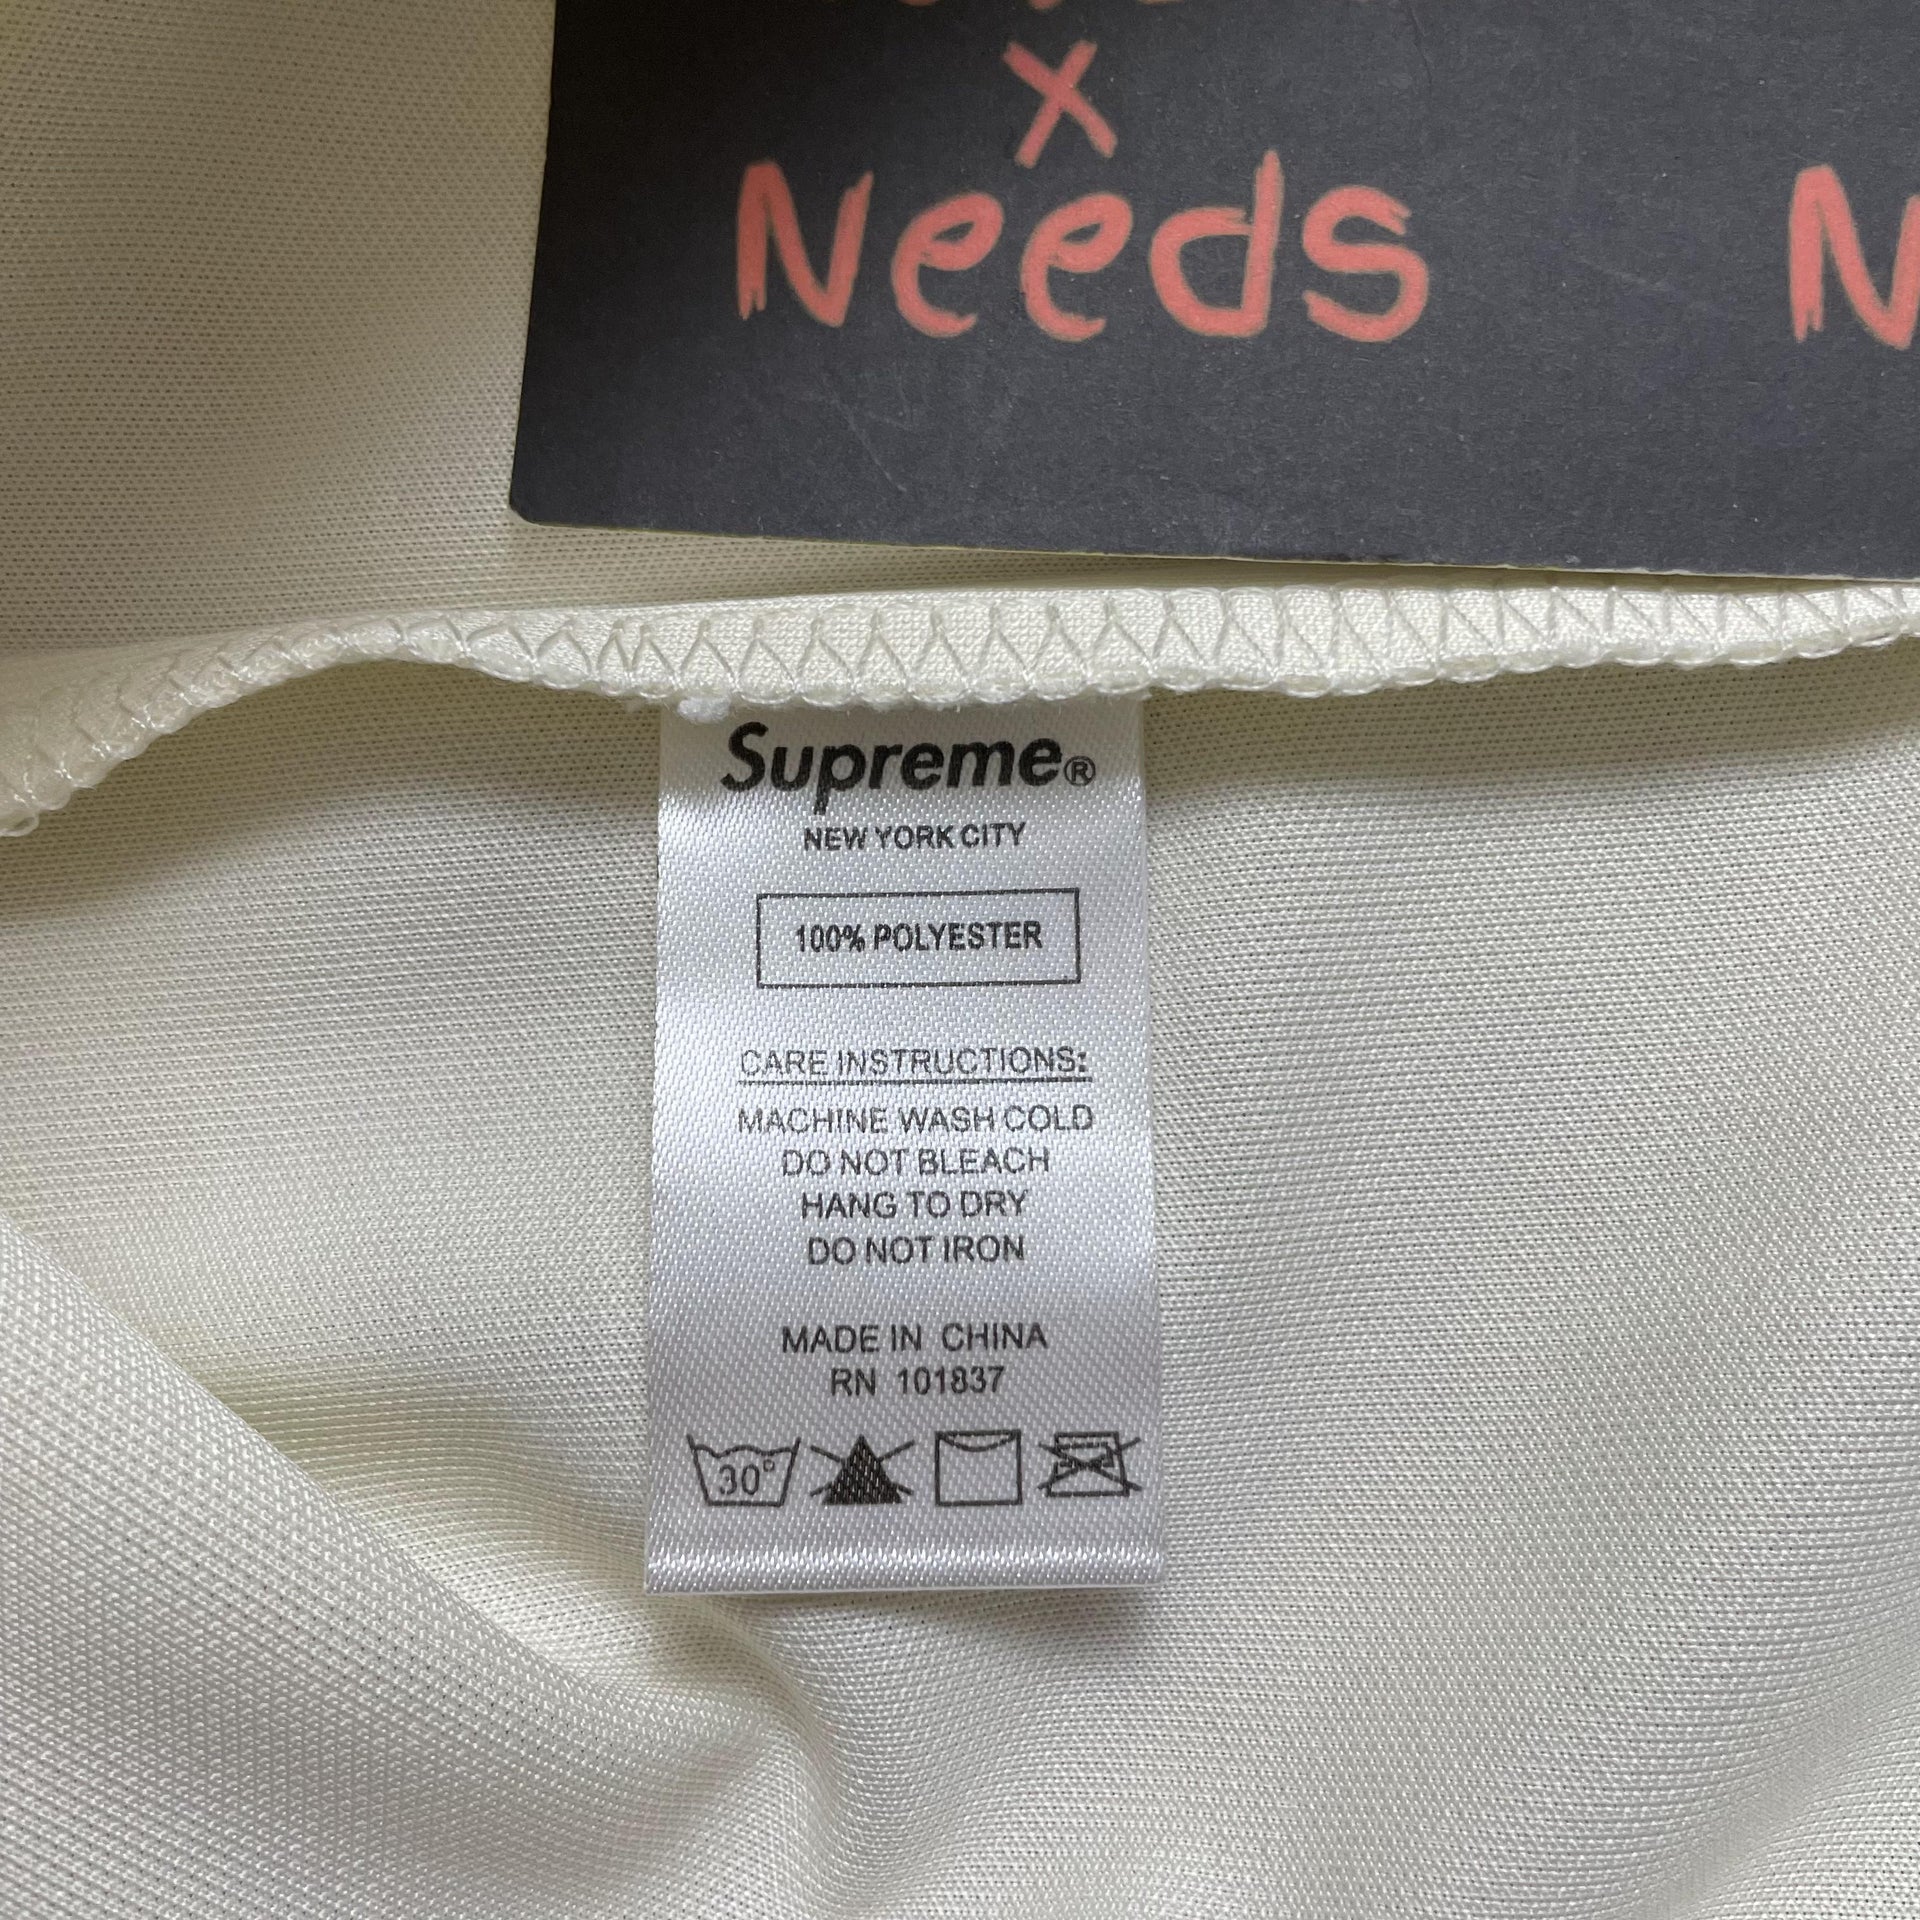 x
Needs
N
Supreme®
NEW YORK CITY
100% POLYESTER
CARE INSTRUCTIONS:
MACHINE WASH COLD
DO NOT BLEACH
HANG TO DRY
DO NOT IRON
MADE IN CHINA
RN 101837
30°